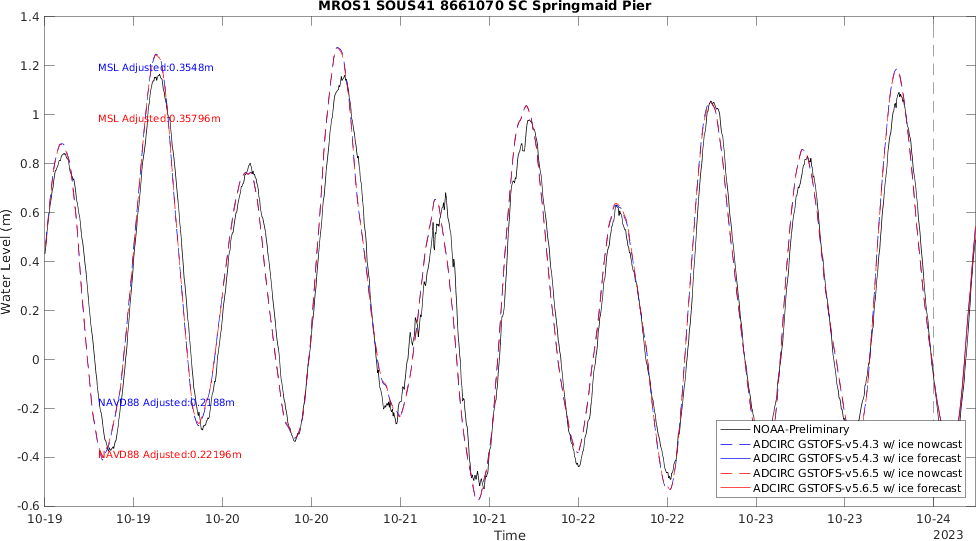 MROS1 SOUS41 8661070 SC Springmaid Pier
1.4
1.2
1
0.8
0.6
0.4
0.2
0
-0.2
-0.4
-0.6
Water Level (m)
MSL Adjusted:0.3548m
MSL Adjusted:0.35796m
NAVD88 Adjusted:0.2188m
NAVD88 Adjusted:0.22196m
NOAA-Preliminary
ADCIRC GSTOFS-v5.4.3 w/ ice nowcast
ADCIRC GSTOFS-v5.4.3 w/ ice forecast
ADCIRC GSTOFS-v5.6.5 w/ ice nowcast
ADCIRC GSTOFS-v5.6.5 w/ ice forecast
10-19 10-19 10-20 10-20 10-21 10-21 10-22 10-22 10-23 10-23 10-24
2023
Time